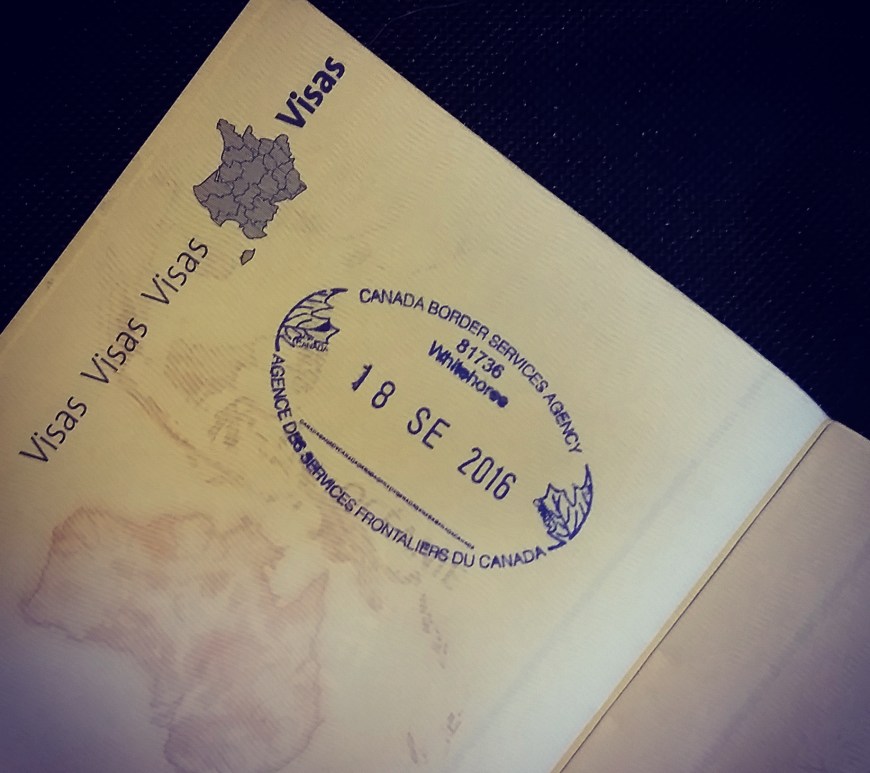 Visas Visas Visas Visas
CANADA BORDER SERVICES AGENCY
CANADA
81736
Whitehorse
18 SE 2016
AGENCE DES SERVICES FRONTALIERS DU CANADA